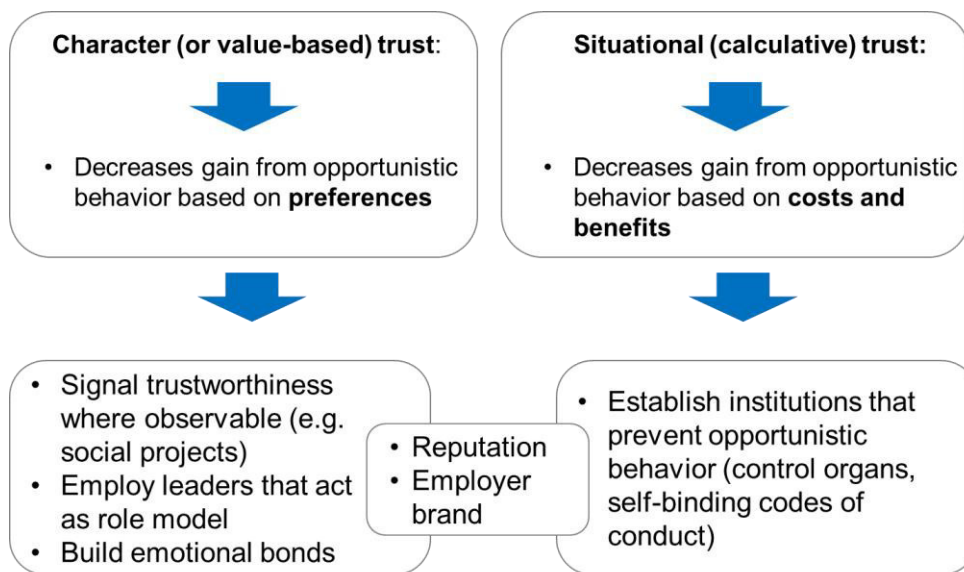 Character (or value-based) trust:
• Decreases gain from opportunistic
behavior based on preferences
Situational (calculative) trust:
• Decreases gain from opportunistic
behavior based on costs and
benefits
• Signal trustworthiness
where observable (e.g.
social projects)
• Employ leaders that act
as role model
• Build emotional bonds
• Reputation
• Employer
brand
• Establish institutions that
prevent opportunistic
behavior (control organs,
self-binding codes of
conduct)